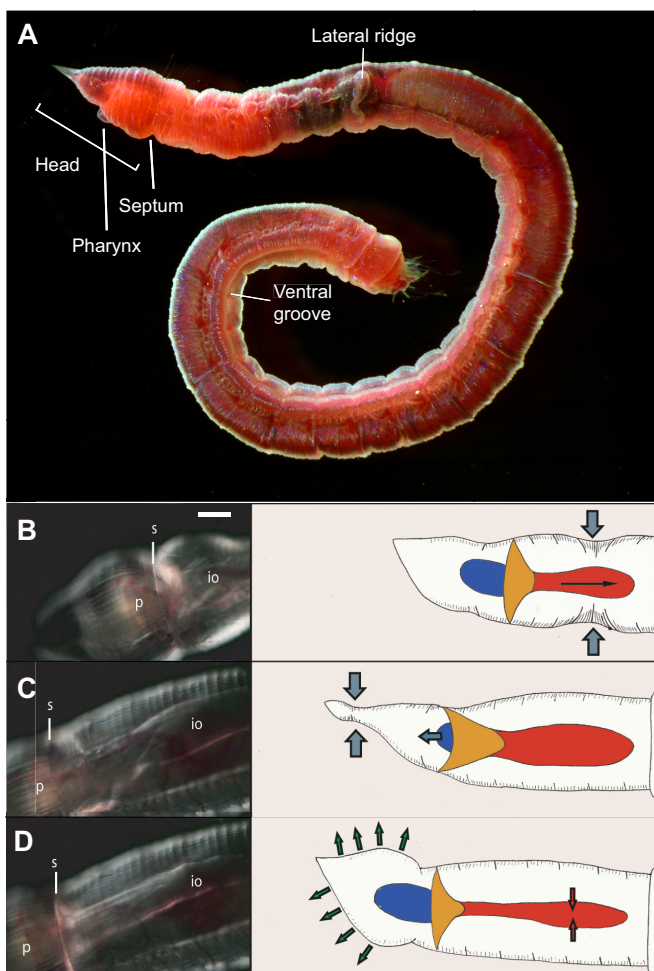 A
Lateral ridge
Head
Septum
Pharynx
Ventral
groove
B
s
p
io
C
s
io
p
D
s
io
p